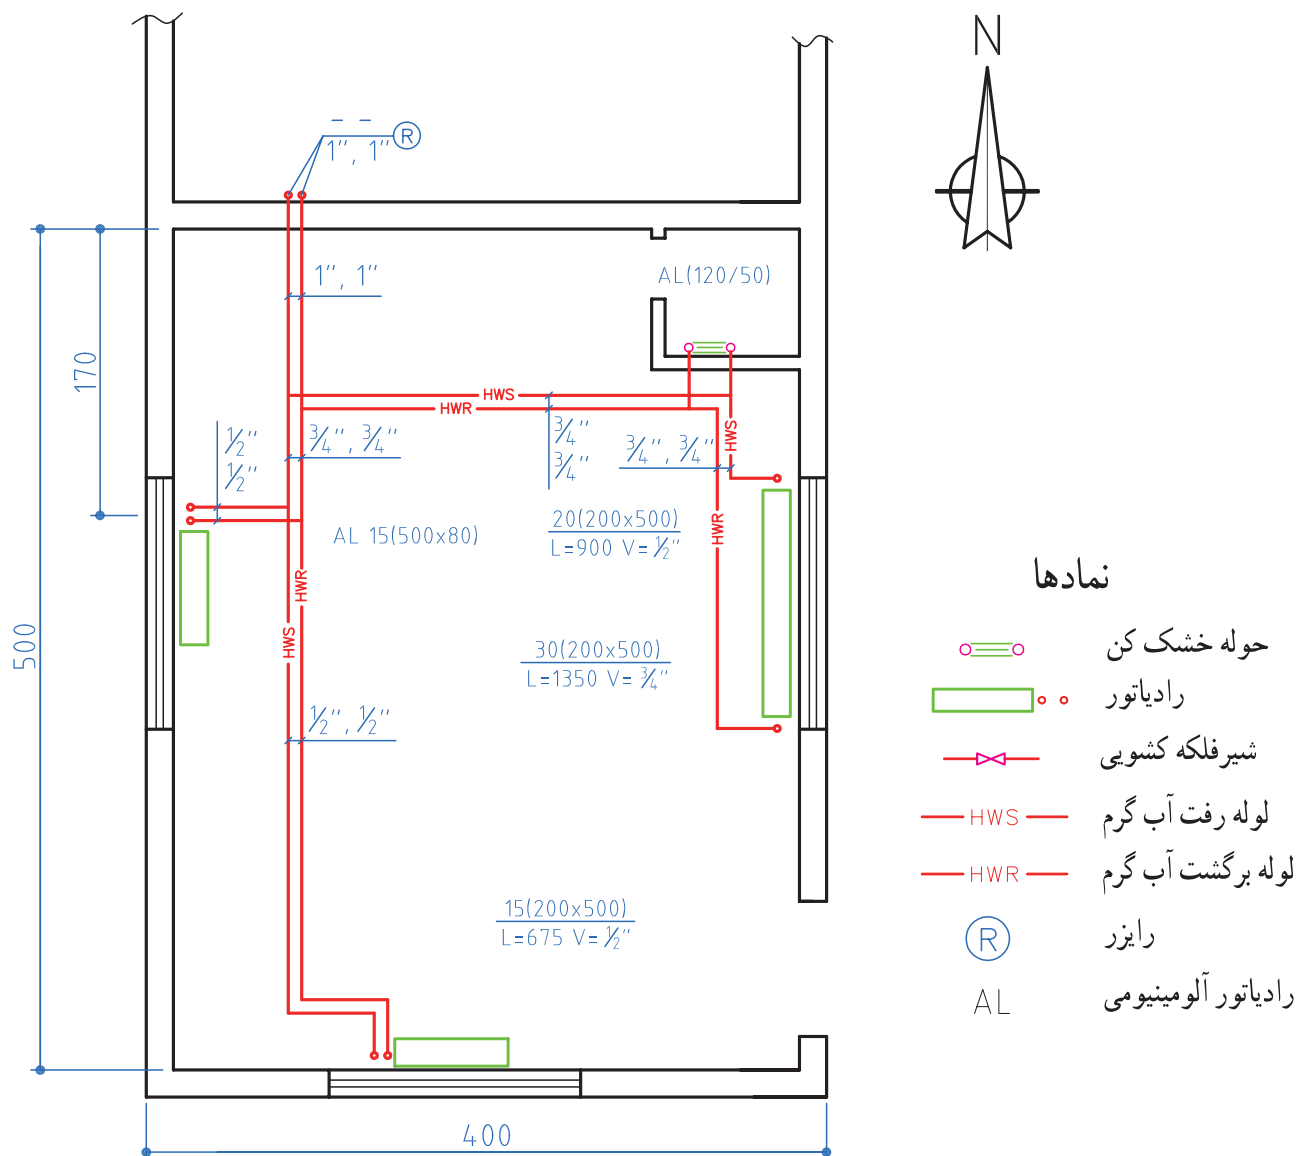 N
1″, 1″
R
1″, 1″
AL(120/50)
170
HWS
HWR
½″
½″
¾″, ¾″
¾″
¾″
¾″, ¾″
HWS
AL 15(500x80)
20(200x500)
L=900 V=½″
HWR
HWR
HWS
500
30(200x500)
L=1350 V=¾″
½″, ½″
15(200x500)
L=675 V=½″
400
نمادها
حوله خشک کن
رادیاتور
شیرفلکه کشویی
HWS لوله رفت آب گرم
HWR لوله برگشت آب گرم
R رایزر
AL رادیاتور آلومینیومی